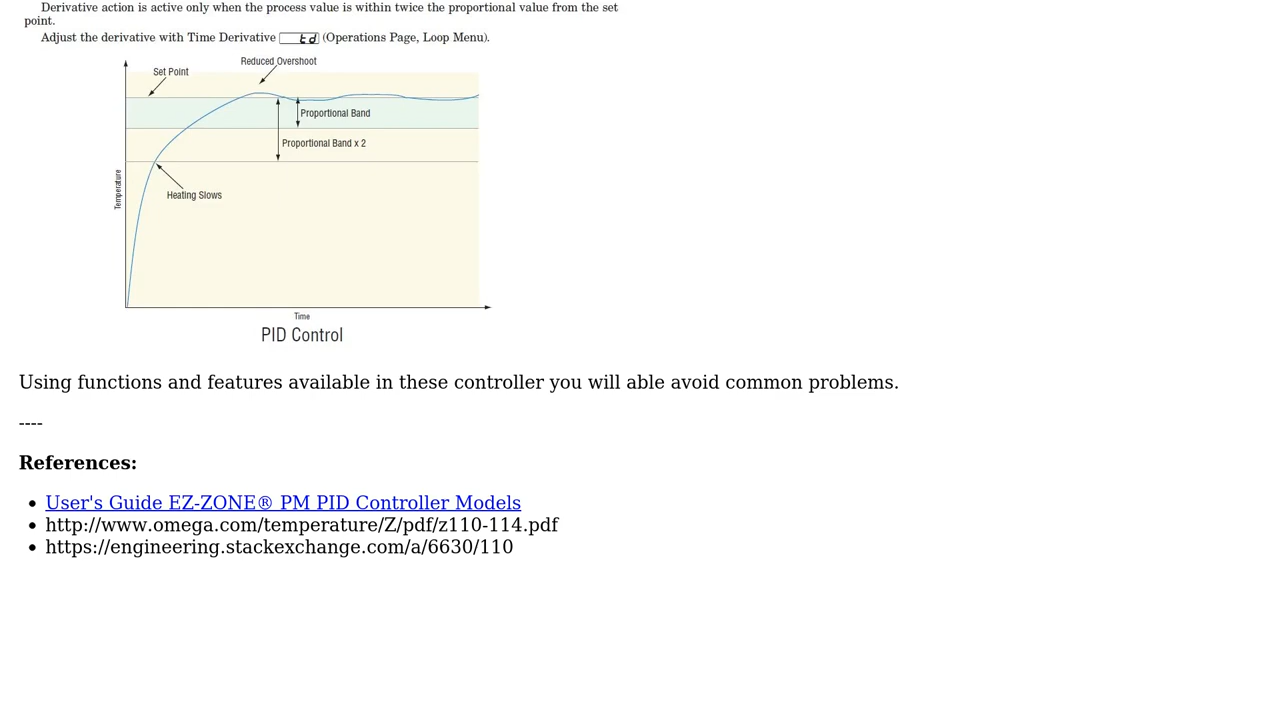 Derivative action is active only when the process value is within twice the proportional value from the set
point.
Adjust the derivative with Time Derivative td (Operations Page, Loop Menu).
Reduced Overshoot
Set Point
Proportional Band
Proportional Band x 2
Temperature
Heating Slows
Time
PID Control
Using functions and features available in these controller you will able avoid common problems.
----
References:
• User's Guide EZ-ZONE® PM PID Controller Models
• http://www.omega.com/temperature/Z/pdf/z110-114.pdf
• https://engineering.stackexchange.com/a/6630/110